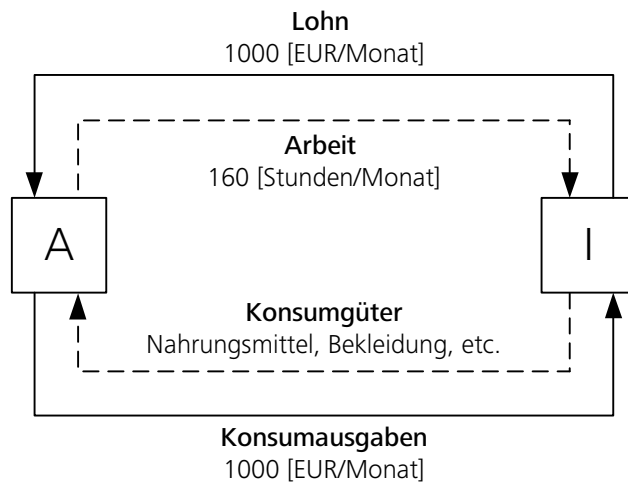 Lohn
1000 [EUR/Monat]
Arbeit
160 [Stunden/Monat]
A
I
Konsumgüter
Nahrungsmittel, Bekleidung, etc.
Konsumausgaben
1000 [EUR/Monat]